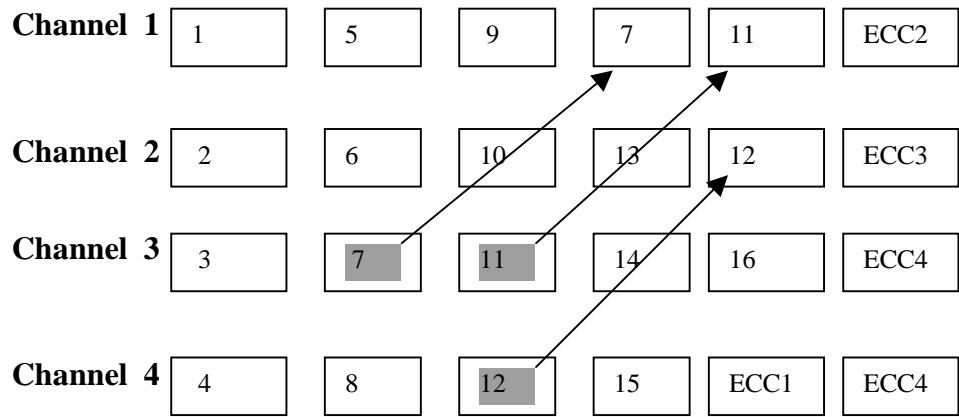 Channel 1 1 5 9 7 11 ECC2
Channel 2 2 6 10 13 12 ECC3
Channel 3 3 7 11 14 16 ECC4
Channel 4 4 8 12 15 ECC1 ECC4